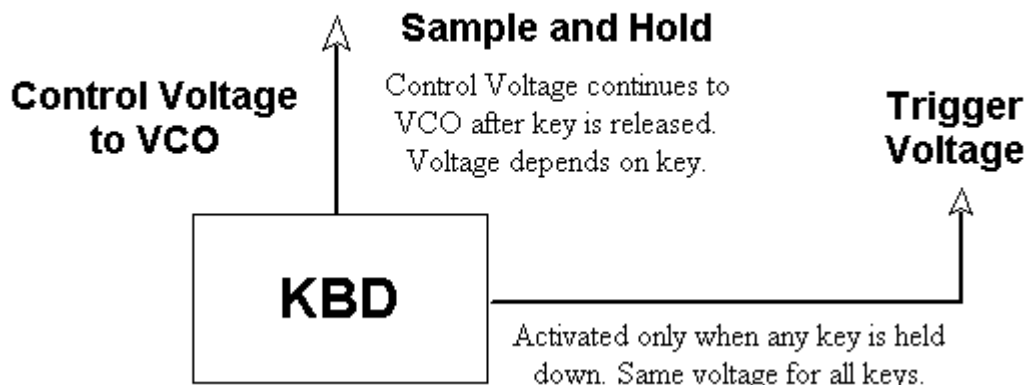 Sample and Hold
Control Voltage
to VCO
Control Voltage continues to
VCO after key is released.
Voltage depends on key.
Trigger
Voltage
KBD
Activated only when any key is held
down. Same voltage for all keys.